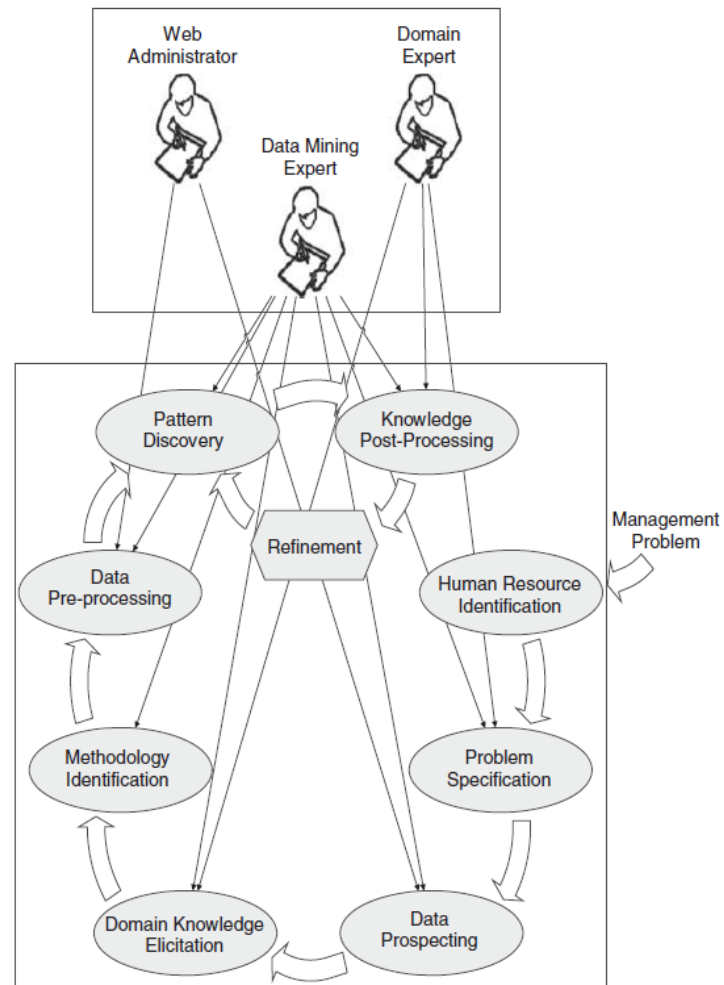 Web
Administrator
Domain
Expert
Data Mining
Expert
Pattern
Discovery
Knowledge
Post-Processing
Refinement
Management
Problem
Data
Pre-processing
Human Resource
Identification
Methodology
Identification
Problem
Specification
Domain Knowledge
Elicitation
Data
Prospecting